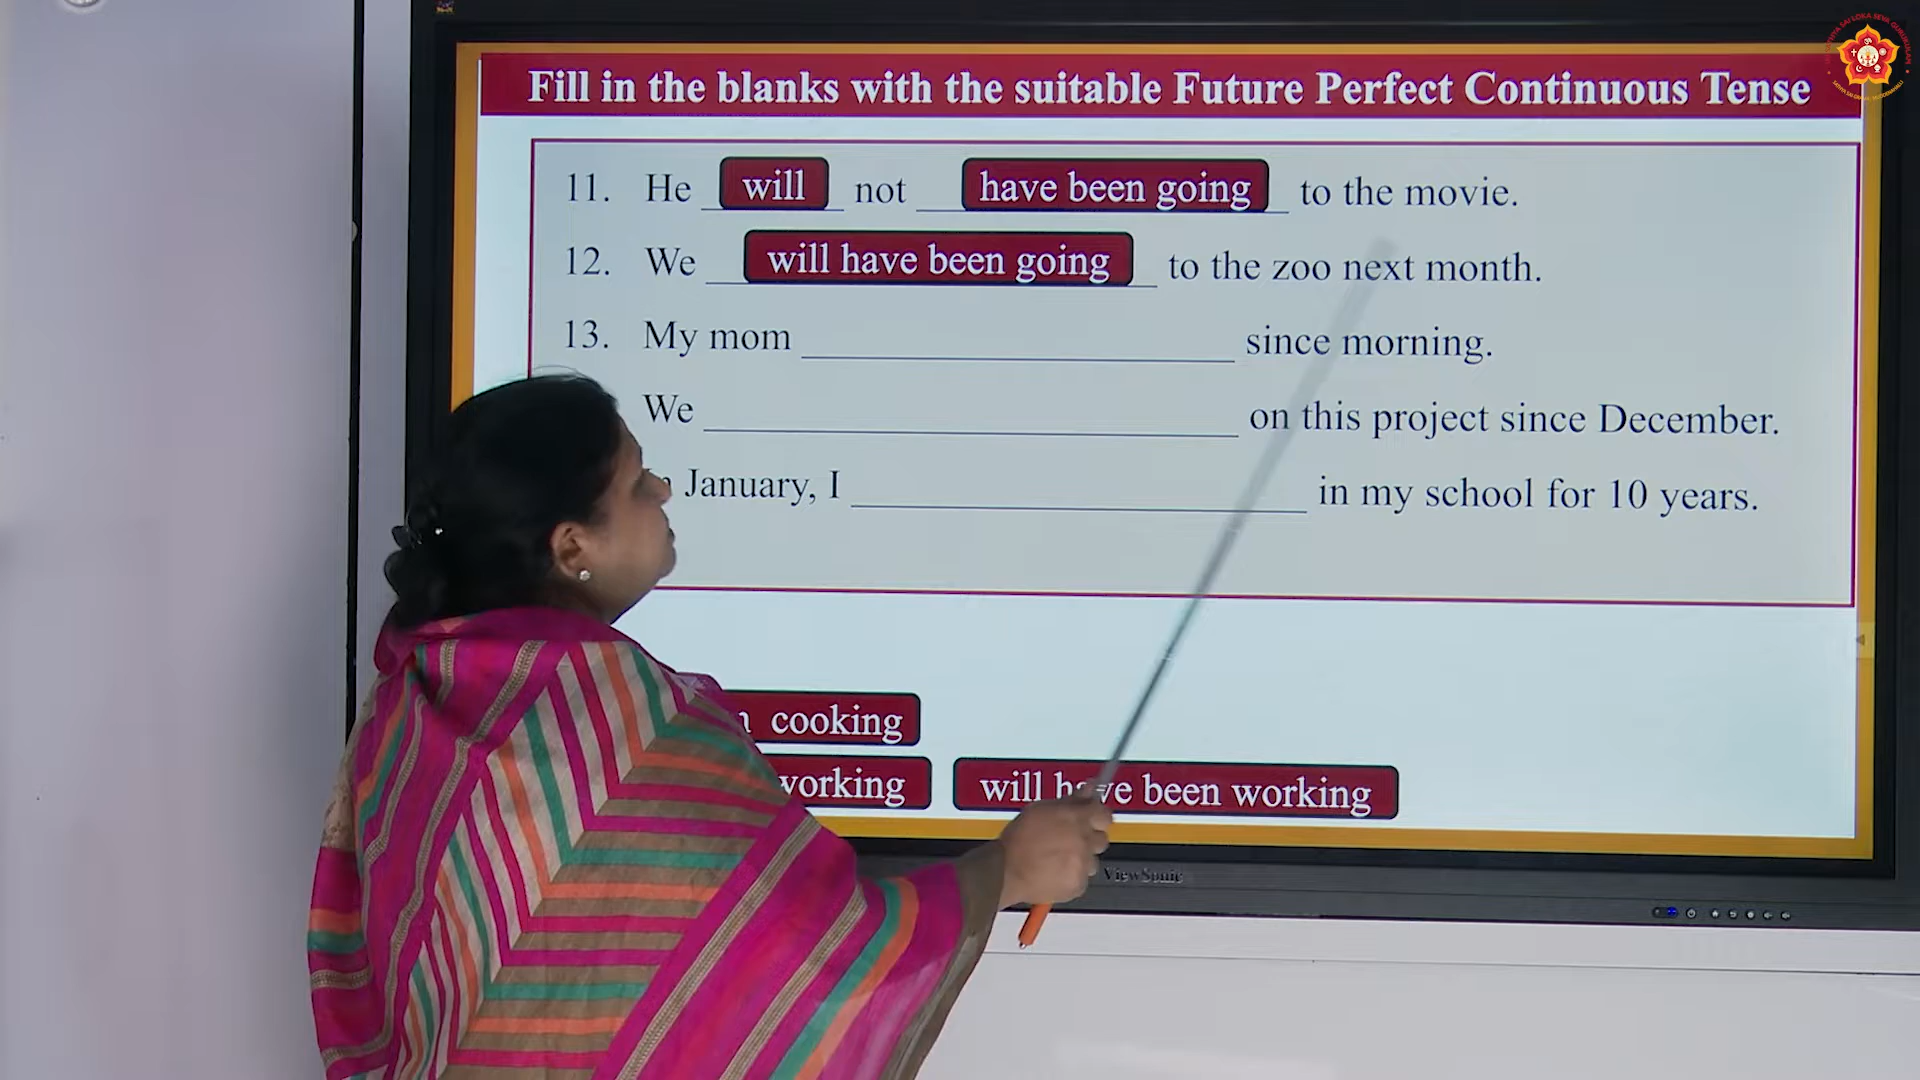 Fill in the blanks with the suitable Future Perfect Continuous Tense
11. He will not have been going to the movie.
12. We will have been going to the zoo next month.
13. My mom since morning.
We on this project since December.
January, I in my school for 10 years.
cooking
working will have been working
ViewSonic